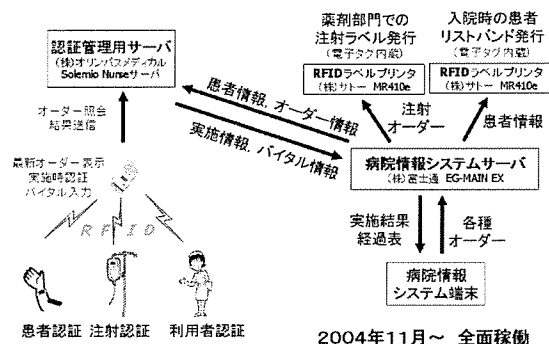 薬剤部門での
注射ラベル発行
(電子タグ内蔵)
RFIDラベルプリンタ
(株)サトー MR410e
入院時の患者
リストバンド発行
(電子タグ内蔵)
RFIDラベルプリンタ
(株)サトー MR410e
認証管理用サーバ
(株)オリンパスメディカル
Solemio Nurseサーバ
患者情報,オーダー情報
実施情報,バイタル情報
注射
オーダー
患者情報
オーダー照会
結果送信
病院情報システムサーバ
(株)富士通 EG-MAIN EX
最新オーダー表示
実施時認証
バイタル入力
RFID
実施結果
経過表
各種
オーダー
病院情報
システム端末
患者認証 注射認証 利用者認証
2004年11月~ 全面稼働